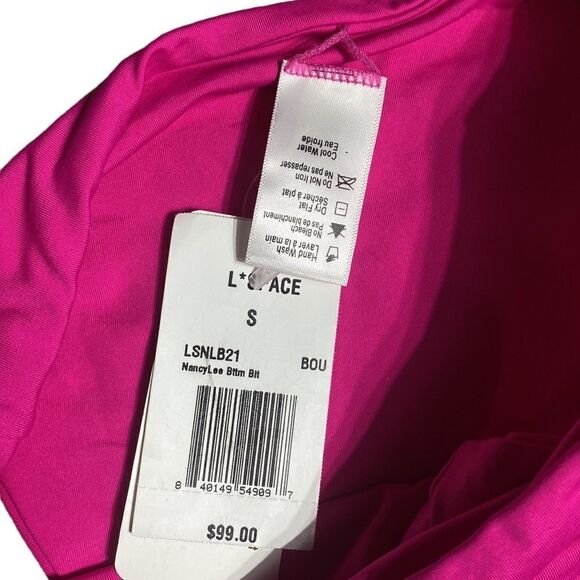 Hand Wash
Laver à la main
No Bleach
Pas de blanchiment
Dry Flat
Sécher à plat
Do Not Iron
Ne pas repasser
Cool Water
Eau froide
L*SPACE
S
LSNLB21 BOU
NancyLee Bttm Bit
8 40149 54909 7
$99.00